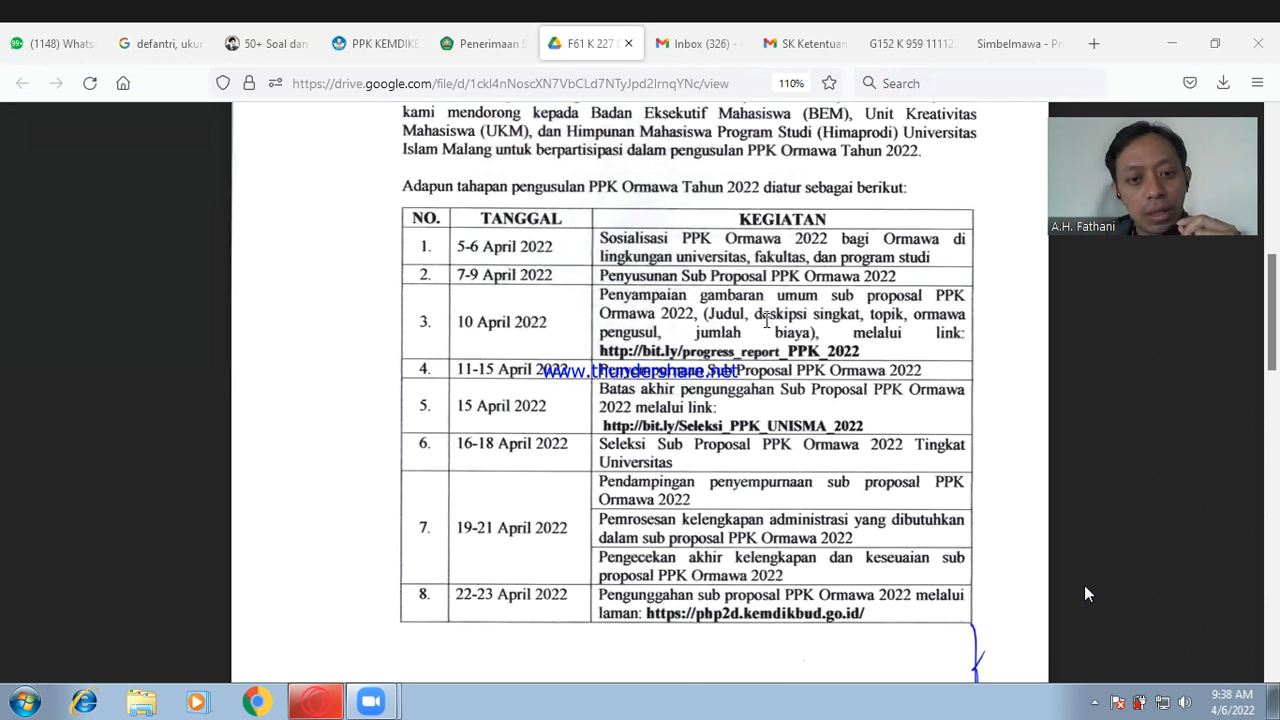 (1148) Whats
defantri, uku
50+ Soal dan
PPK KEMDIKE
Penerimaan S
F61 K 227 (
Inbox (326) -
SK Ketentuan
G152 K 959 11112
Simbelmawa - Pr
https://drive.google.com/file/d/1ckl4nNoscXN7VbCLd7NTyJpd2lrnqYNc/view
110%
Search
kami mendorong kepada Badan Eksekutif Mahasiswa (BEM), Unit Kreativitas
Mahasiswa (UKM), dan Himpunan Mahasiswa Program Studi (Himaprodi) Universitas
Islam Malang untuk berpartisipasi dalam pengusulan PPK Ormawa Tahun 2022.
A.H. Fathani
Adapun tahapan pengusulan PPK Ormawa Tahun 2022 diatur sebagai berikut:
NO. TANGGAL KEGIATAN
1. 5-6 April 2022 Sosialisasi PPK Ormawa 2022 bagi Ormawa di
lingkungan universitas, fakultas, dan program studi
2. 7-9 April 2022 Penyusunan Sub Proposal PPK Ormawa 2022
3. 10 April 2022 Penyampaian gambaran umum sub proposal PPK
Ormawa 2022, (Judul, deskipsi singkat, topik, ormawa
pengusul, jumlah biaya), melalui link:
http://bit.ly/progress_report_PPK_2022
4. 11-15 April 2022 Sub Proposal PPK Ormawa 2022
www.thundershare.net
5. 15 April 2022 Batas akhir pengunggahan Sub Proposal PPK Ormawa
2022 melalui link:
http://bit.ly/Seleksi_PPK_UNISMA_2022
6. 16-18 April 2022 Seleksi Sub Proposal PPK Ormawa 2022 Tingkat
Universitas
7. 19-21 April 2022 Pendampingan penyempurnaan sub proposal PPK
Ormawa 2022
Pemrosesan kelengkapan administrasi yang dibutuhkan
dalam sub proposal PPK Ormawa 2022
Pengecekan akhir kelengkapan dan keseuaian sub
proposal PPK Ormawa 2022
8. 22-23 April 2022 Pengunggahan sub proposal PPK Ormawa 2022 melalui
laman: https://php2d.kemdikbud.go.id/
9:38 AM
4/6/2022